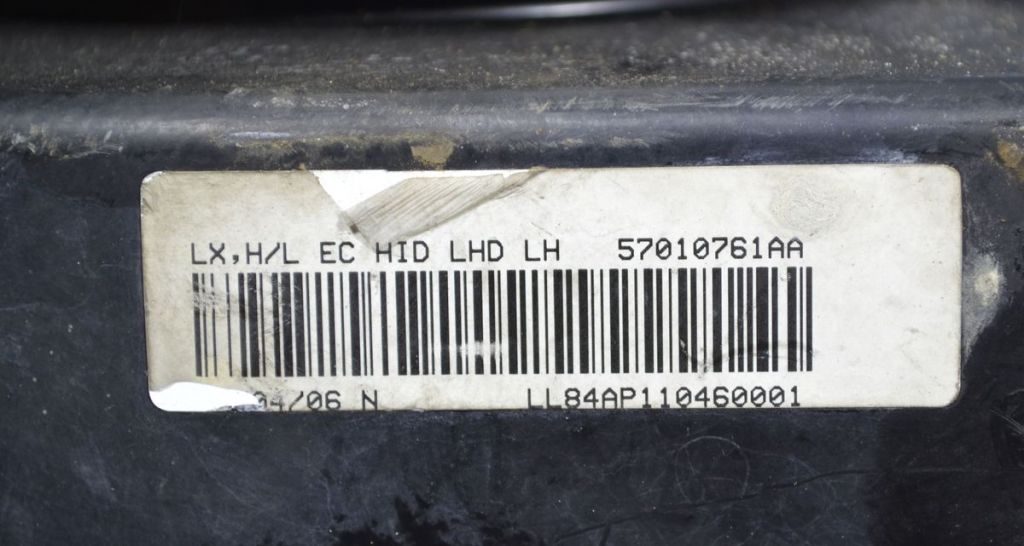 LX,H/L EC HID LHD LH 57010761AA
04/06 N LL84AP110460001